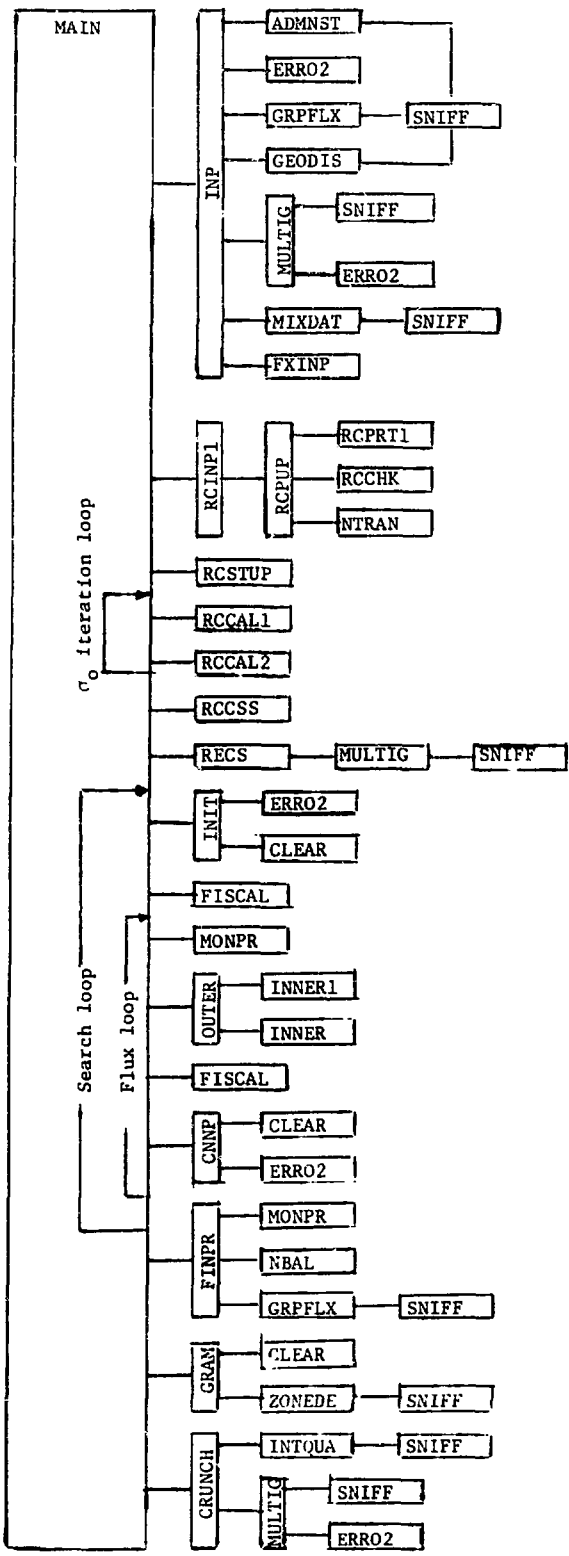 MAIN
INP
ADMNST
ERRO2
GRPFLX
SNIFF
GEODIS
MULTIG
SNIFF
ERRO2
MIXDAT
SNIFF
FXINP
RCINP1
RCPUP
RCPRT1
RCCHK
NTRAN
σo iteration loop
RCSTUP
RCCAL1
RCCAL2
RCCSS
RECS
MULTIG
SNIFF
Search loop
INIT
ERRO2
CLEAR
FISCAL
Flux loop
MONPR
OUTER
INNER1
INNER
FISCAL
CNNP
CLEAR
ERRO2
FINPR
MONPR
NBAL
GRPFLX
SNIFF
GRAM
CLEAR
ZONEDE
SNIFF
CRUNCH
INTQUA
SNIFF
MULTIG
SNIFF
ERRO2